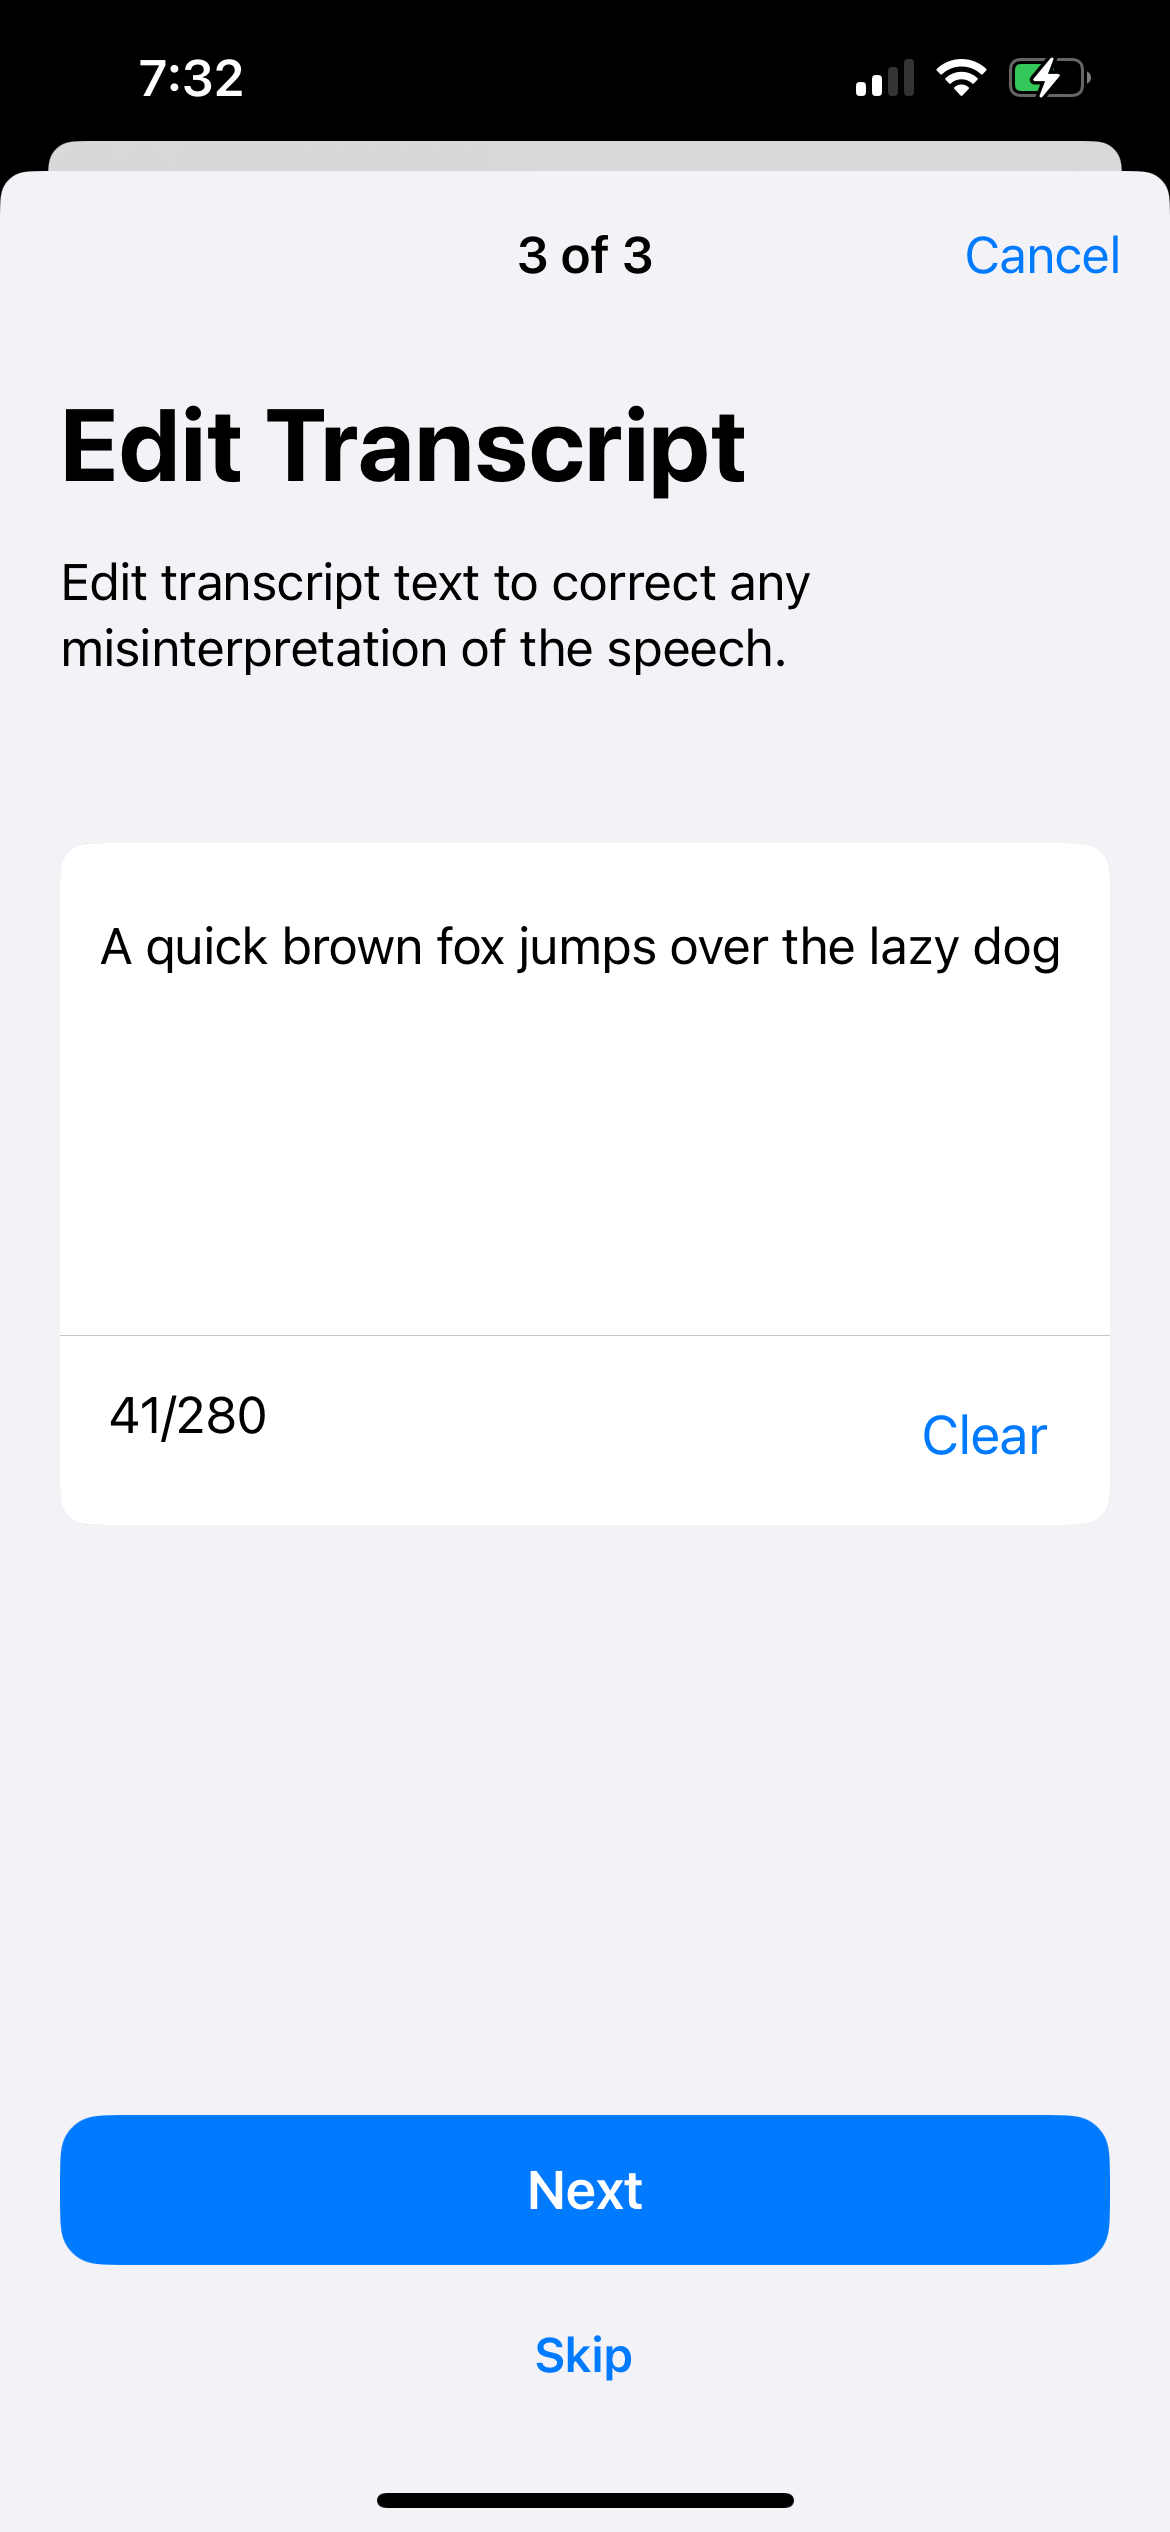 7:32
3 of 3
Cancel
Edit Transcript
Edit transcript text to correct any
misinterpretation of the speech.
A quick brown fox jumps over the lazy dog
41/280
Clear
Next
Skip